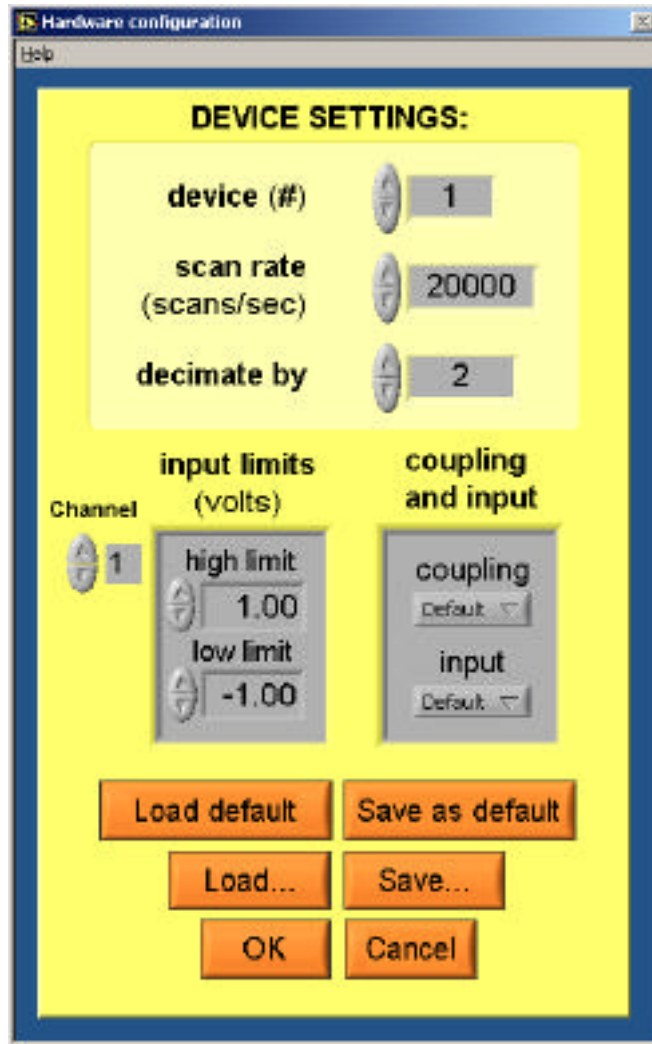 Hardware configuration
Help
DEVICE SETTINGS:
device (#)
1
scan rate
(scans/sec)
20000
decimate by
2
Channel
1
input limits
(volts)
high limit
1.00
low limit
-1.00
coupling
and input
coupling
Default
input
Default
Load default
Save as default
Load...
Save...
OK
Cancel